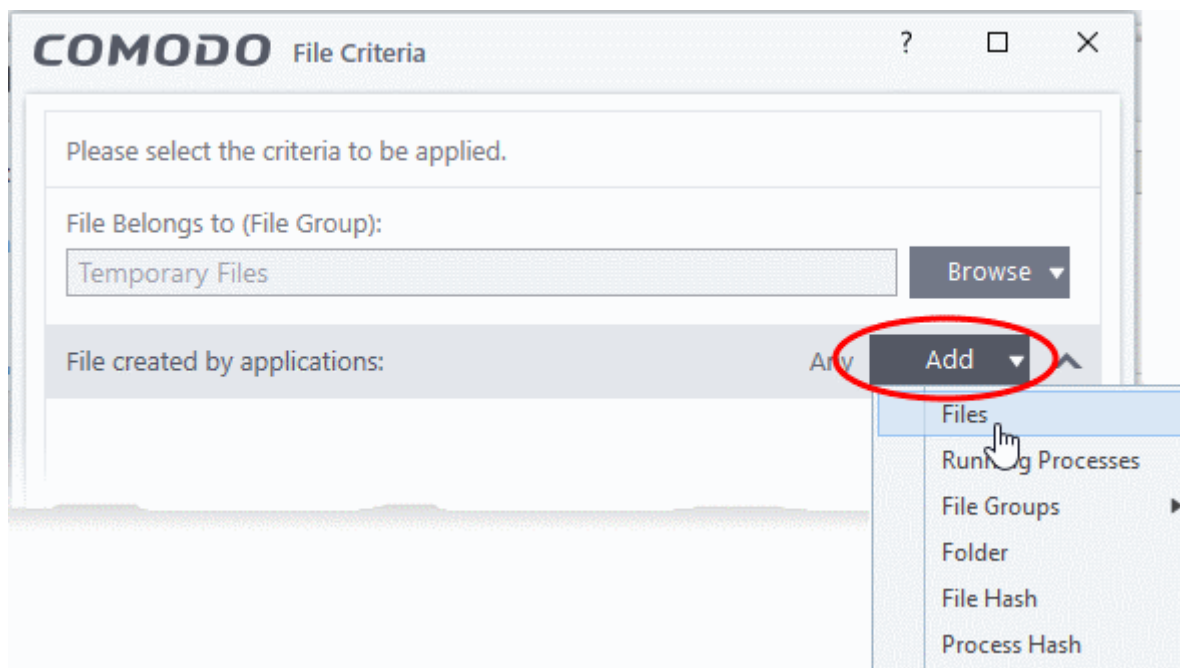 COMODO File Criteria ?
Please select the criteria to be applied.
File Belongs to (File Group):
Temporary Files Browse
File created by applications: Any Add
Files
Running Processes
File Groups
Folder
File Hash
Process Hash